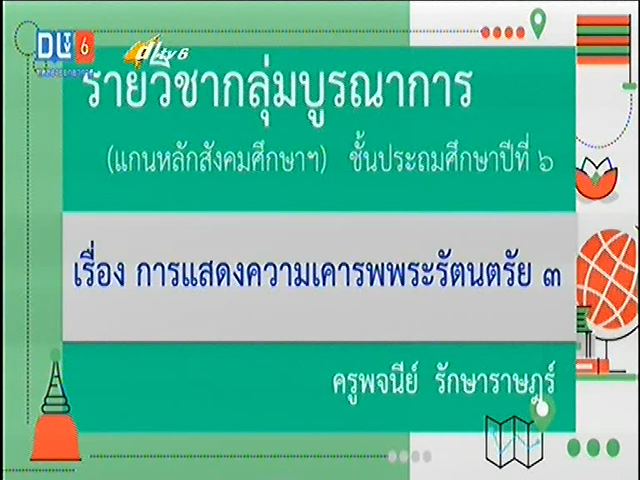 DLTV 6 dltv 6
รายวิชากลุ่มบูรณาการ
(แกนหลักสังคมศึกษาฯ) ชั้นประถมศึกษาปีที่ ๖
เรื่อง การแสดงความเคารพพระรัตนตรัย ๓
ครูพจนีย์ รักษาราษฎร์